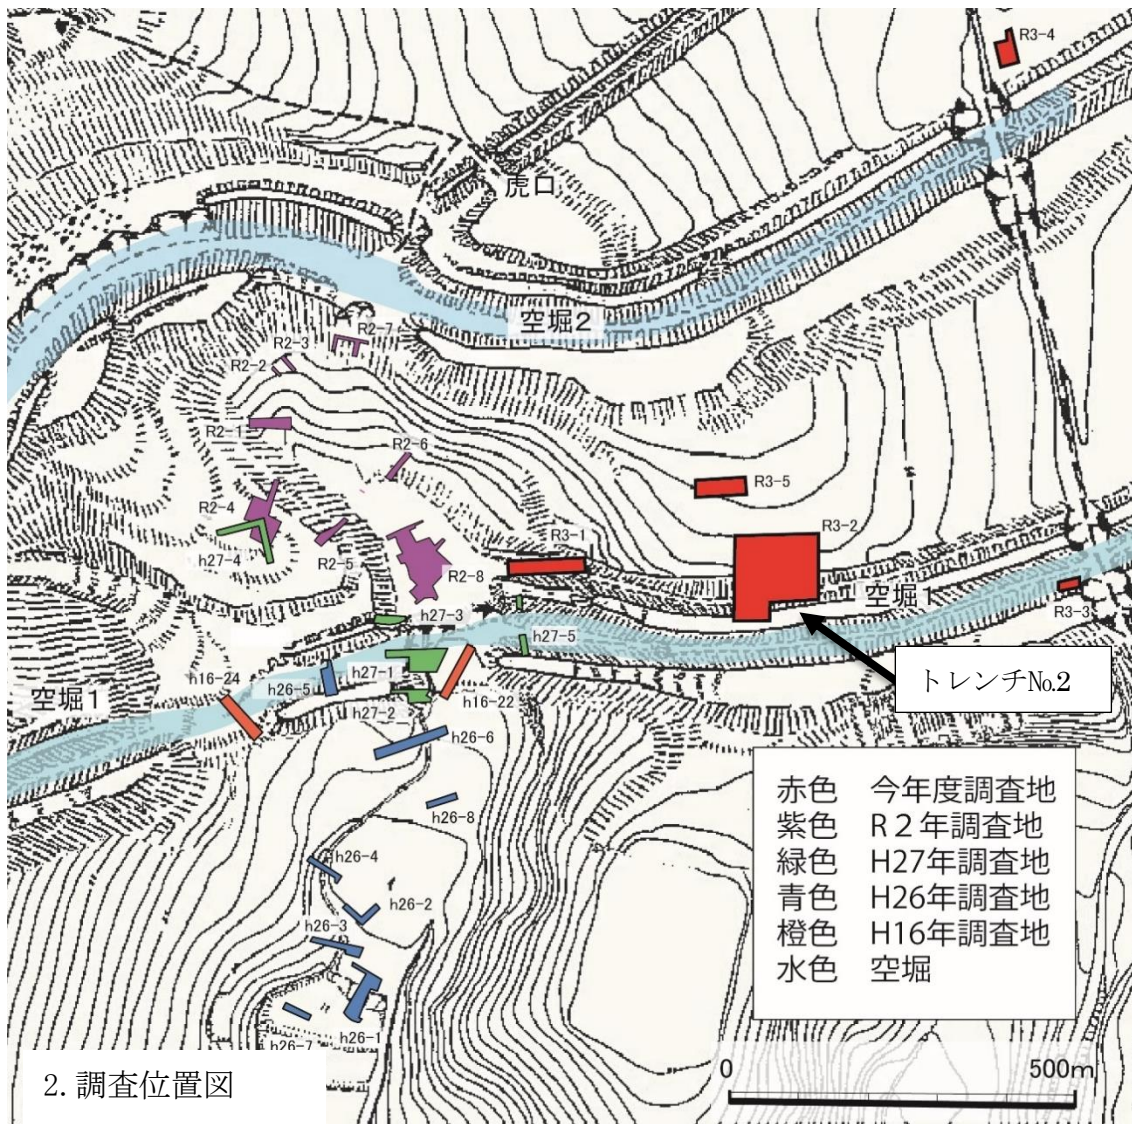 R3-4
虎口
空堀2
R2-7
R2-3
R2-2
R2-1
R2-6
R2-4
R3-5
R3-2
R3-1
h27-4
R2-5
R2-8
空堀1
R3-3
h27-3
h27-5
トレンチ№2
h27-1
h16-24
h26-5
空堀1
h16-22
h27-2
h26-6
h26-8
h26-4
h26-2
h26-3
h26-7
h26-1
赤色 今年度調査地
紫色 R2年調査地
緑色 H27年調査地
青色 H26年調査地
橙色 H16年調査地
水色 空堀
0 500m
2.調査位置図